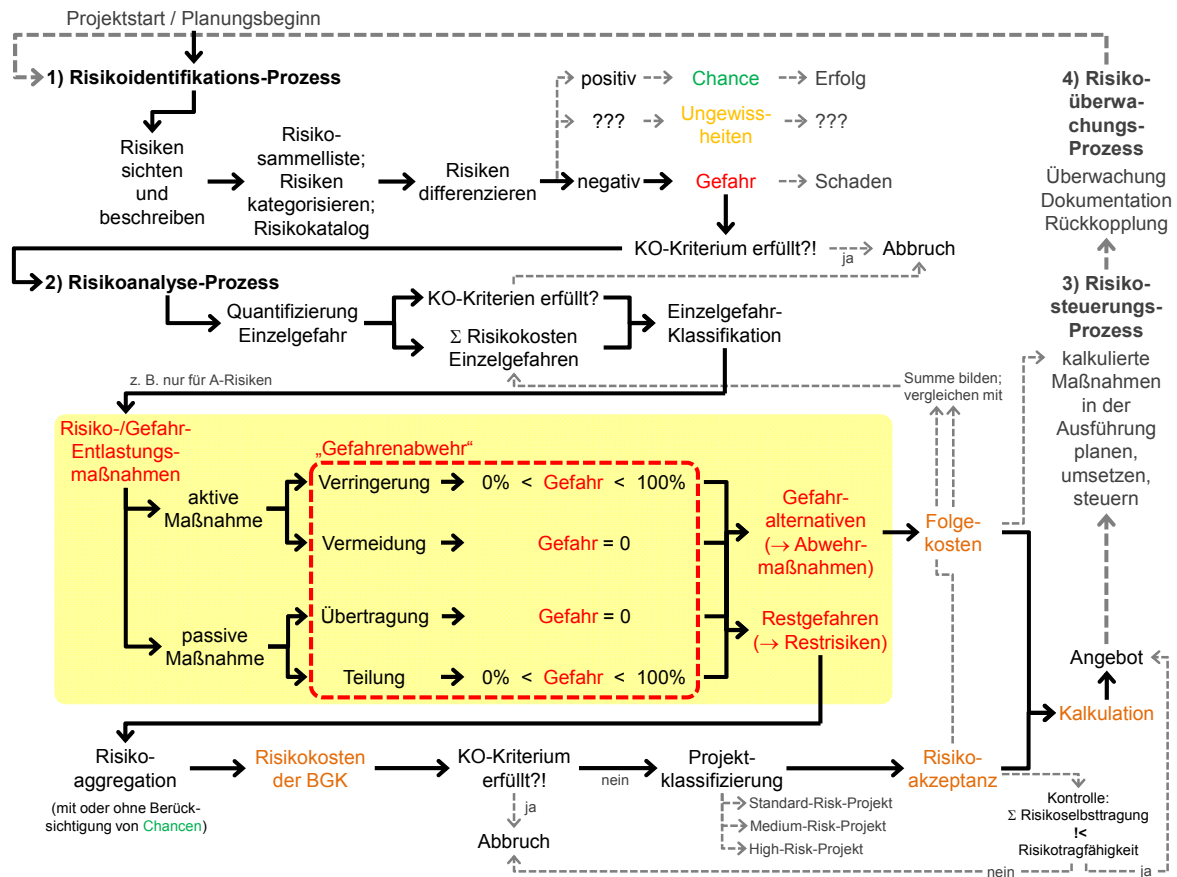 Projektstart / Planungsbeginn
1) Risikoidentifikations-Prozess
Risiken
sichten
und
beschreiben
Risiko-
sammelliste;
Risiken
kategorisieren;
Risikokatalog
Risiken
differenzieren
positiv
Chance
Erfolg
???
Ungewiss-
heiten
???
negativ
Gefahr
Schaden
KO-Kriterium erfüllt?!
ja
Abbruch
2) Risikoanalyse-Prozess
Quantifizierung
Einzelgefahr
KO-Kriterien erfüllt?
Σ Risikokosten
Einzelgefahren
Einzelgefahr-
Klassifikation
z. B. nur für A-Risiken
Summe bilden;
vergleichen mit
Risiko-/Gefahr-
Entlastungs-
maßnahmen
„Gefahrenabwehr“
aktive
Maßnahme
Verringerung
0% < Gefahr < 100%
Vermeidung
Gefahr = 0
passive
Maßnahme
Übertragung
Gefahr = 0
Teilung
0% < Gefahr < 100%
Gefahr-
alternativen
(→ Abwehr-
maßnahmen)
Restgefahren
(→ Restrisiken)
Folge-
kosten
Risiko-
aggregation
(mit oder ohne Berück-
sichtigung von Chancen)
Risikokosten
der BGK
KO-Kriterium
erfüllt?!
ja
Abbruch
nein
Projekt-
klassifizierung
Standard-Risk-Projekt
Medium-Risk-Projekt
High-Risk-Projekt
Risiko-
akzeptanz
Kontrolle:
Σ Risikoselbsttragung
!<
Risikotragfähigkeit
nein
ja
Kalkulation
Angebot
3) Risiko-
steuerungs-
Prozess
kalkulierte
Maßnahmen
in der
Ausführung
planen,
umsetzen,
steuern
4) Risiko-
überwa-
chungs-
Prozess
Überwachung
Dokumentation
Rückkopplung